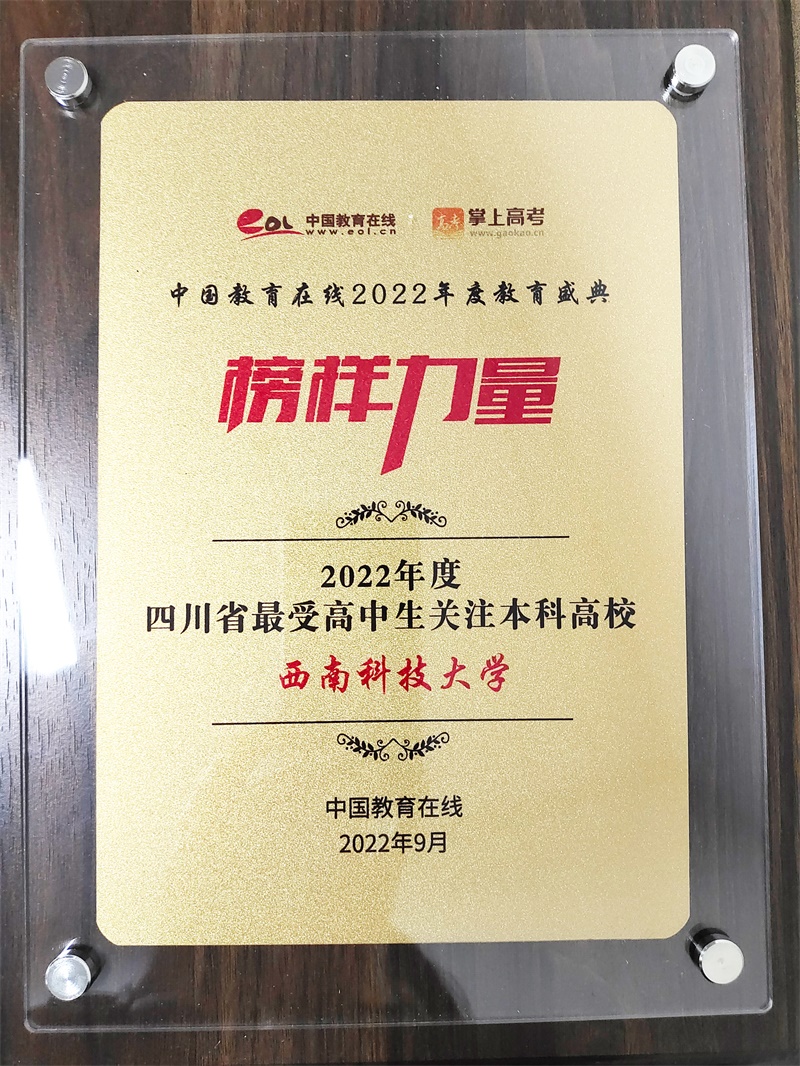 eol 中国教育在线 www.eol.cn
高考 掌上高考 www.gaokao.cn
中国教育在线2022年度教育盛典
榜样力量
2022年度
四川省最受高中生关注本科高校
西南科技大学
中国教育在线
2022年9月